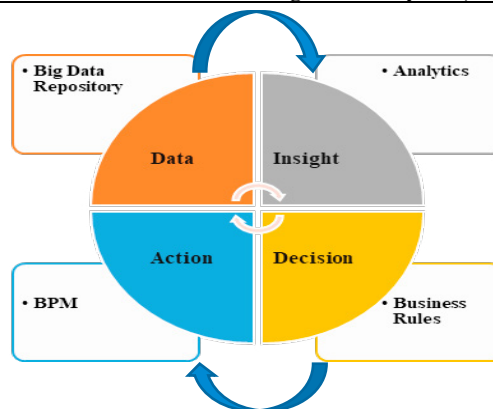 • Big Data
Repository
• Analytics
Data
Insight
Action
Decision
• BPM
• Business
Rules